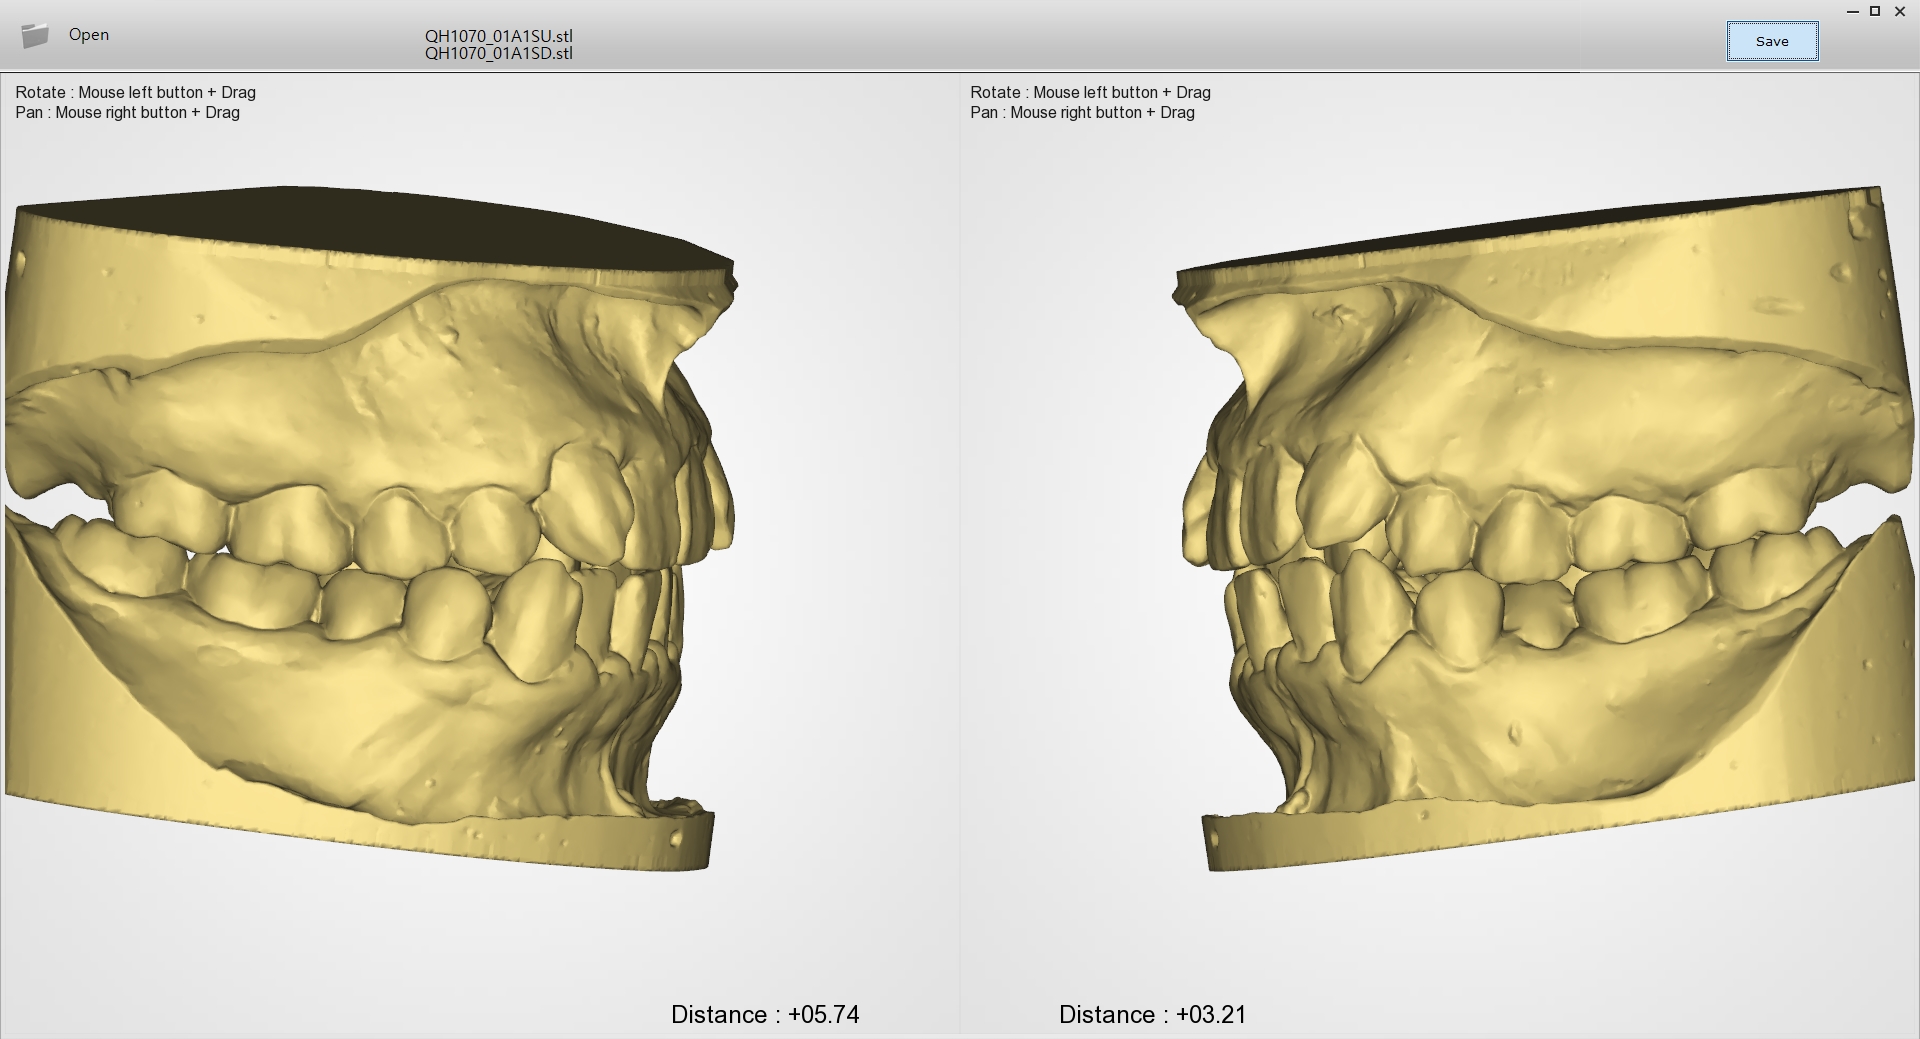 Open
QH1070_01A1SU.stl
QH1070_01A1SD.stl
Save
Rotate : Mouse left button + Drag
Pan : Mouse right button + Drag
Rotate : Mouse left button + Drag
Pan : Mouse right button + Drag
Distance : +05.74
Distance : +03.21